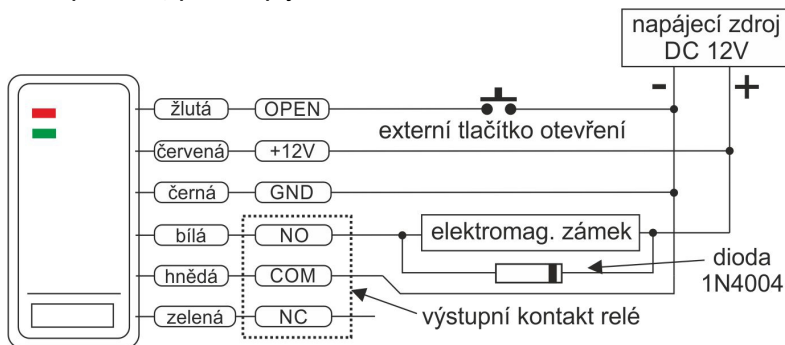 napájecí zdroj
DC 12V
- +
žlutá OPEN
externí tlačítko otevření
červená +12V
černá GND
bílá NO elektromag. zámek
hnědá COM
dioda
1N4004
zelená NC výstupní kontakt relé